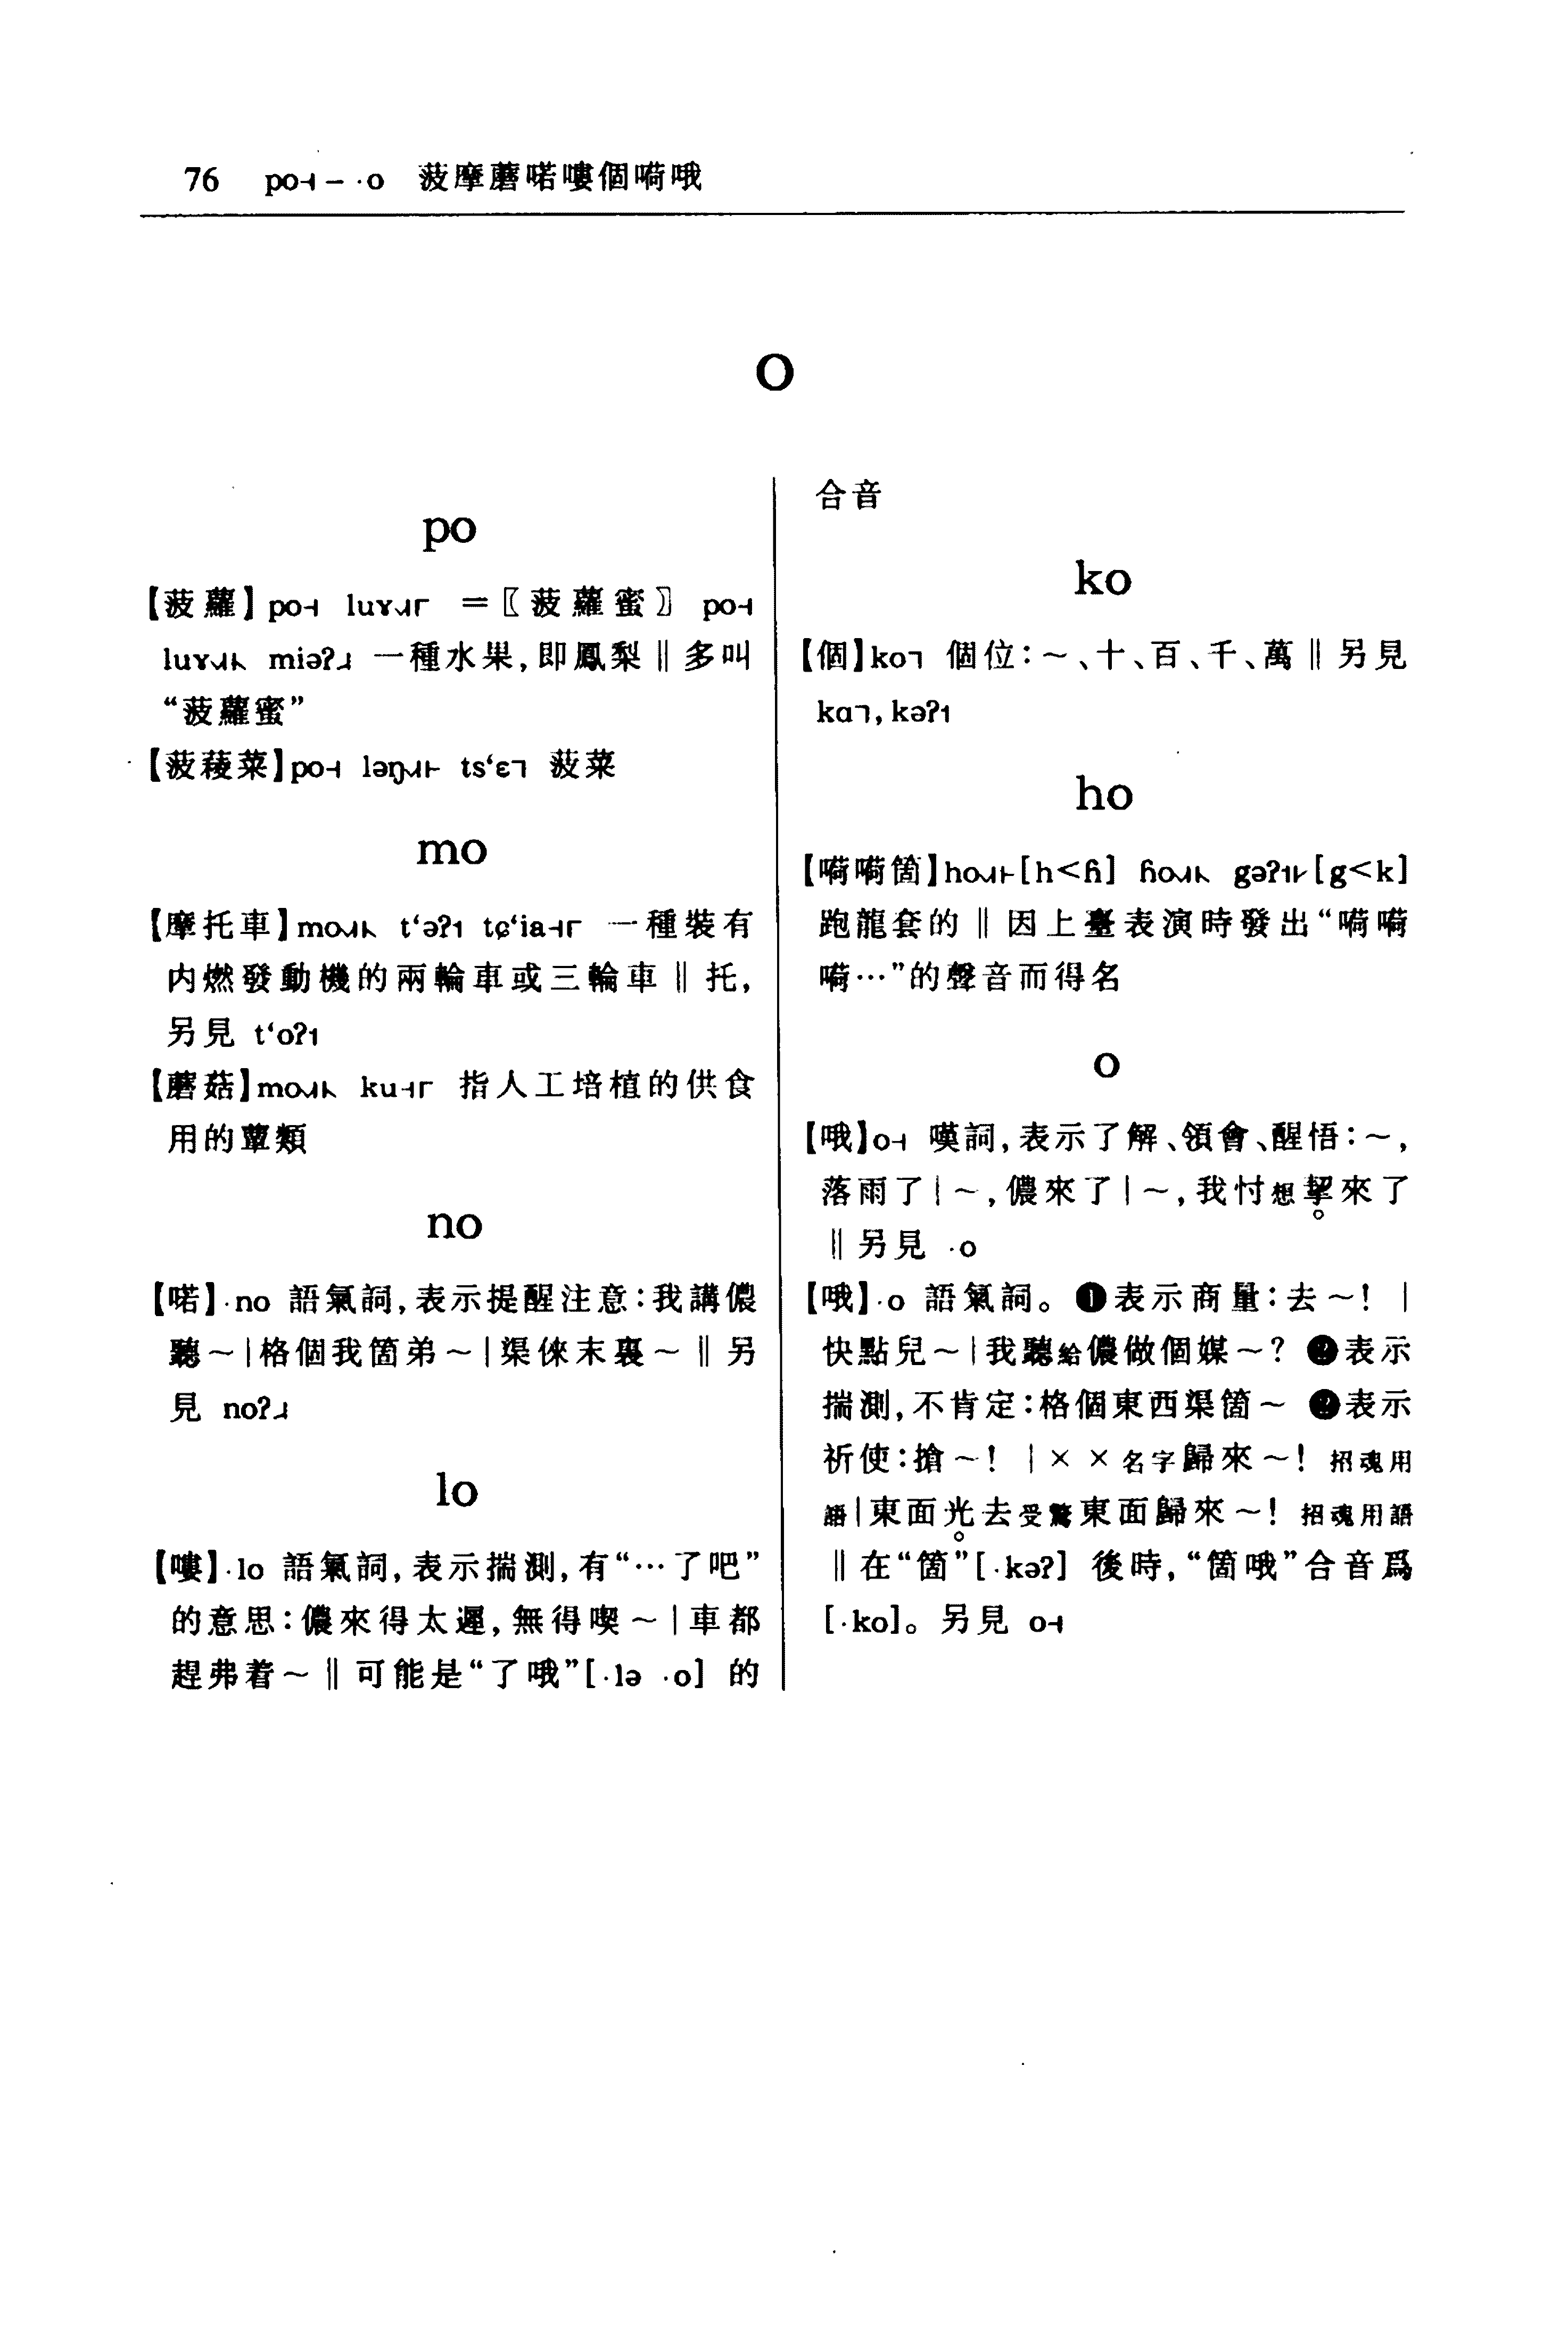 76 po˧ – ·o 菠摩蘑喏嘍個嗬哦
o
po
【菠蘿】po˧ luɤ˩˥ =〖菠蘿蜜〗 po˧
luɤ˩ miəʔ˩ 一種水果,即鳳梨‖多叫
“菠蘿蜜”
【菠薐菜】po˧ ləŋ˩ tsʻɛ˥ 菠菜
mo
【摩托車】mo˩ tʻəʔ˦ tɕʻia˧˥ 一種裝有
内燃發動機的兩輪車或三輪車‖托,
另見 tʻoʔ˦
【蘑菇】mo˩ ku˧˥ 指人工培植的供食
用的蕈類
no
【喏】·no 語氣詞,表示提醒注意:我講儂
聽～|格個我箇弟～|渠倈末裏～‖另
見 noʔ˩
lo
【嘍】·lo 語氣詞,表示揣測,有“…了吧”
的意思:儂來得太遲,無得喫～|車都
趕弗着～‖可能是“了哦”[·lə ·o] 的
合音
ko
【個】ko˥ 個位:～、十、百、千、萬‖另見
kɑ˥,kəʔ˦
ho
【嗬嗬箇】ho˩[h<ɦ] ɦo˩ gəʔ˦[g<k]
跑龍套的‖因上臺表演時發出“嗬嗬
嗬…”的聲音而得名
o
【哦】o˧ 嘆詞,表示了解、領會、醒悟:～,
落雨了|～,儂來了|～,我忖想挈來了
‖另見 ·o
【哦】·o 語氣詞。❶表示商量:去～! |
快點兒～|我聽給儂做個媒～? ❷表示
揣測,不肯定:格個東西渠箇～ ❷表示
祈使:搶～! |××名字歸來～! 招魂用
語|東面光去受驚東面歸來～! 招魂用語
‖在“箇”[·kəʔ] 後時,“箇哦”合音爲
[·ko]。另見 o˧